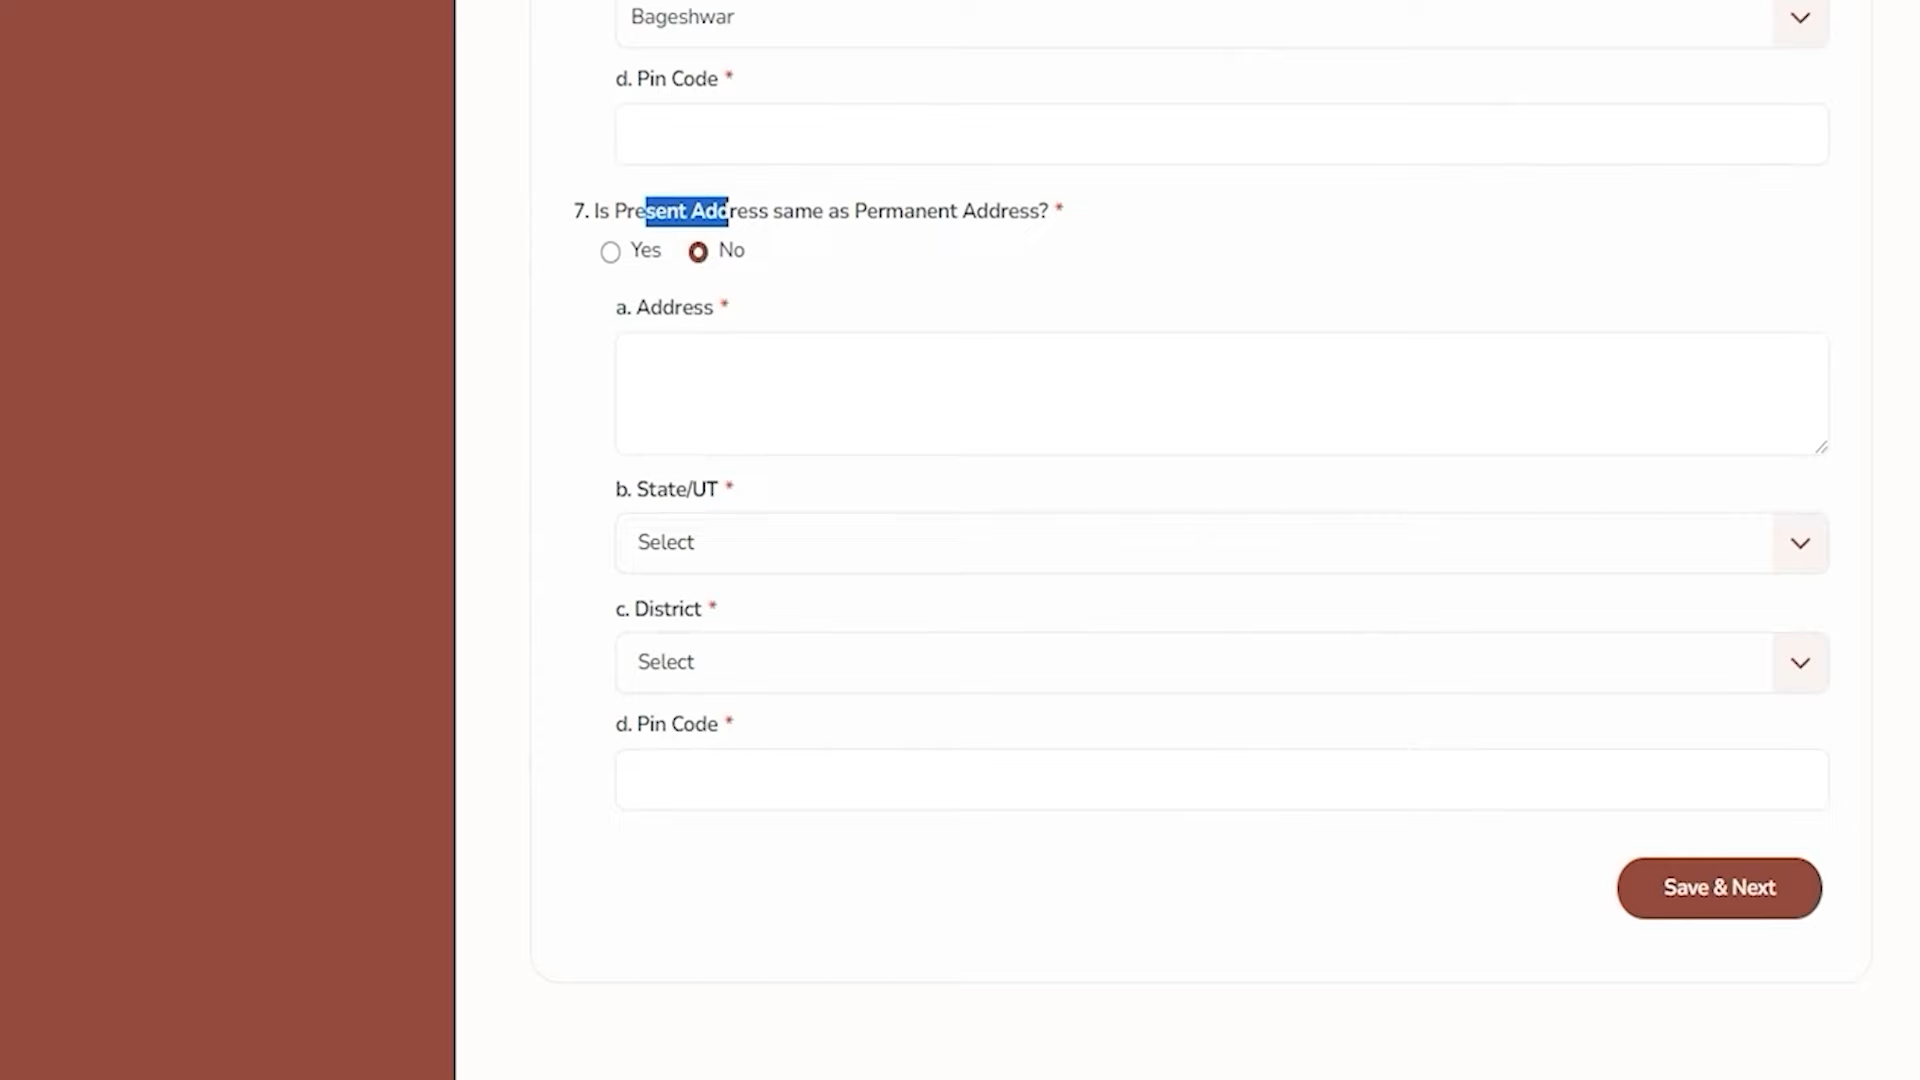 Bageshwar
d. Pin Code *
7. Is Present Address same as Permanent Address? *
Yes No
a. Address *
b. State/UT *
Select
c. District *
Select
d. Pin Code *
Save & Next